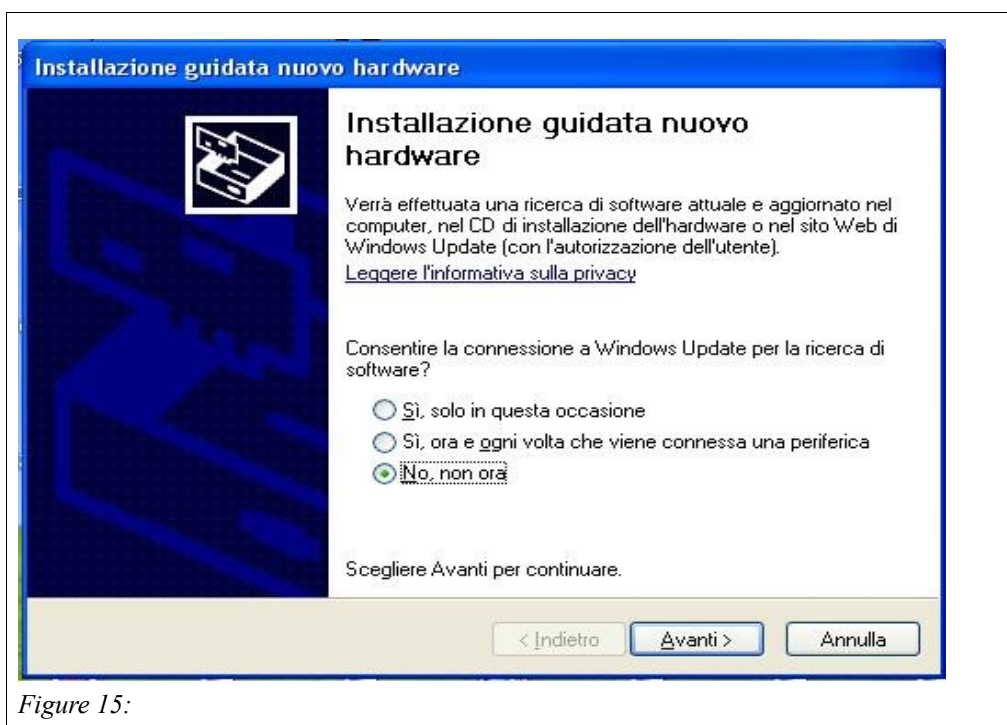 Installazione guidata nuovo hardware
Installazione guidata nuovo
hardware
Verrà effettuata una ricerca di software attuale e aggiornato nel
computer, nel CD di installazione dell'hardware o nel sito Web di
Windows Update (con l'autorizzazione dell'utente).
Leggere l'informativa sulla privacy
Consentire la connessione a Windows Update per la ricerca di
software?
Sì, solo in questa occasione
Sì, ora e ogni volta che viene connessa una periferica
No, non ora
Scegliere Avanti per continuare.
< Indietro Avanti > Annulla
Figure 15: